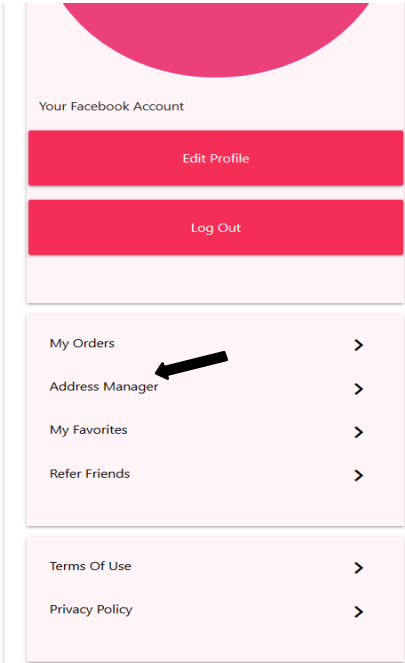 Your Facebook Account
Edit Profile
Log Out
My Orders
Address Manager
My Favorites
Refer Friends
Terms Of Use
Privacy Policy